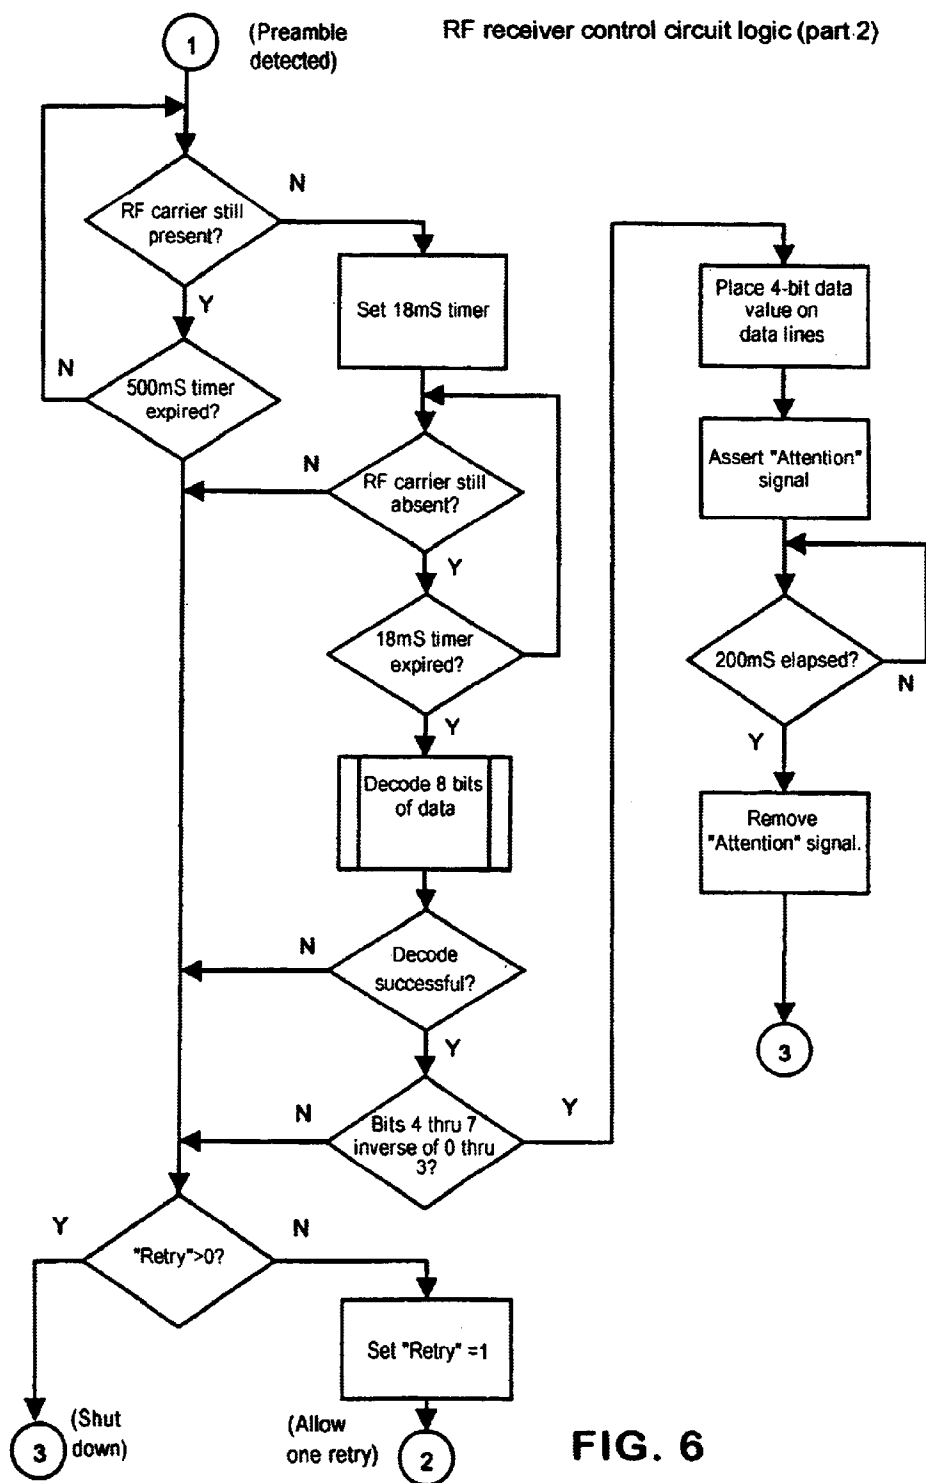 RF receiver control circuit logic (part 2)
1
(Preamble
detected)
RF carrier still
present?
N
Y
500mS timer
expired?
N
Set 18mS timer
RF carrier still
absent?
N
Y
18mS timer
expired?
Y
Decode 8 bits
of data
Decode
successful?
N
Y
Bits 4 thru 7
inverse of 0 thru
3?
N
Y
Place 4-bit data
value on
data lines
Assert "Attention"
signal
200mS elapsed?
N
Y
Remove
"Attention" signal.
3
"Retry">0?
Y
N
Set "Retry" =1
3
(Shut
down)
(Allow
one retry)
2
FIG. 6